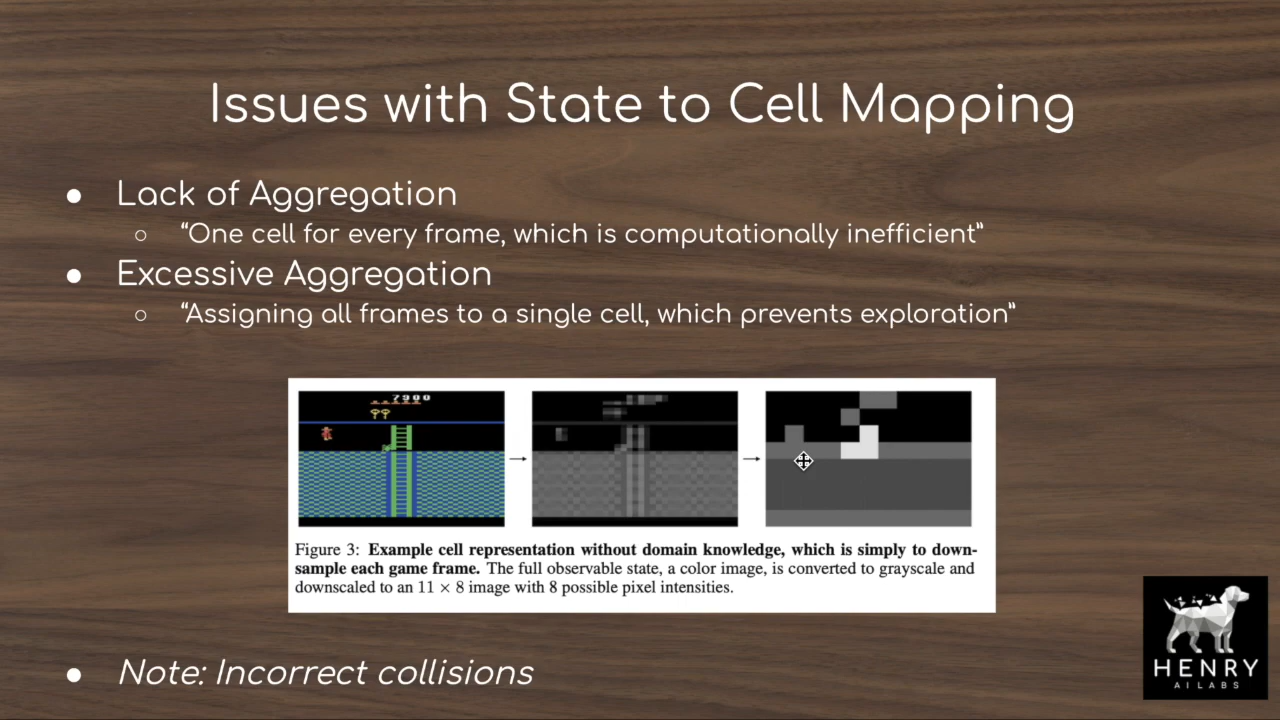 Issues with State to Cell Mapping
● Lack of Aggregation
○ “One cell for every frame, which is computationally inefficient”
● Excessive Aggregation
○ “Assigning all frames to a single cell, which prevents exploration”
7900
Figure 3: Example cell representation without domain knowledge, which is simply to down-
sample each game frame. The full observable state, a color image, is converted to grayscale and
downscaled to an 11 × 8 image with 8 possible pixel intensities.
● Note: Incorrect collisions
HENRY
AI LABS